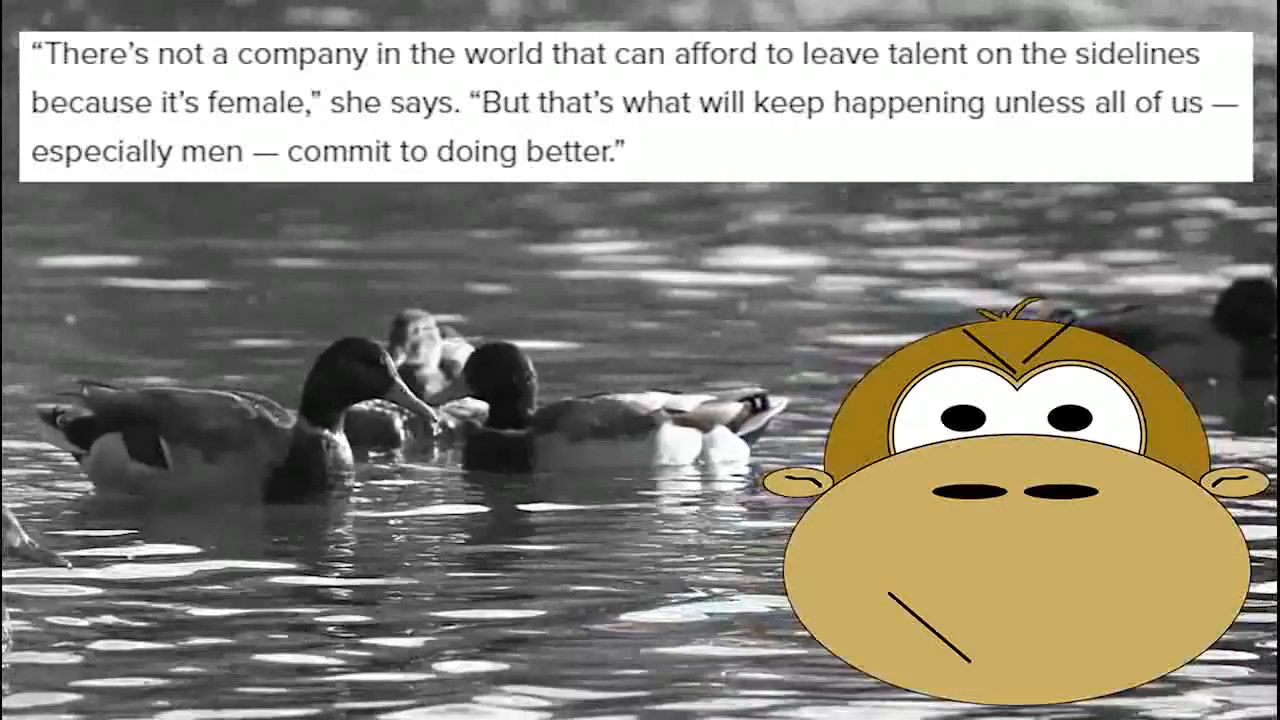 “There’s not a company in the world that can afford to leave talent on the sidelines
because it’s female,” she says. “But that’s what will keep happening unless all of us —
especially men — commit to doing better.”